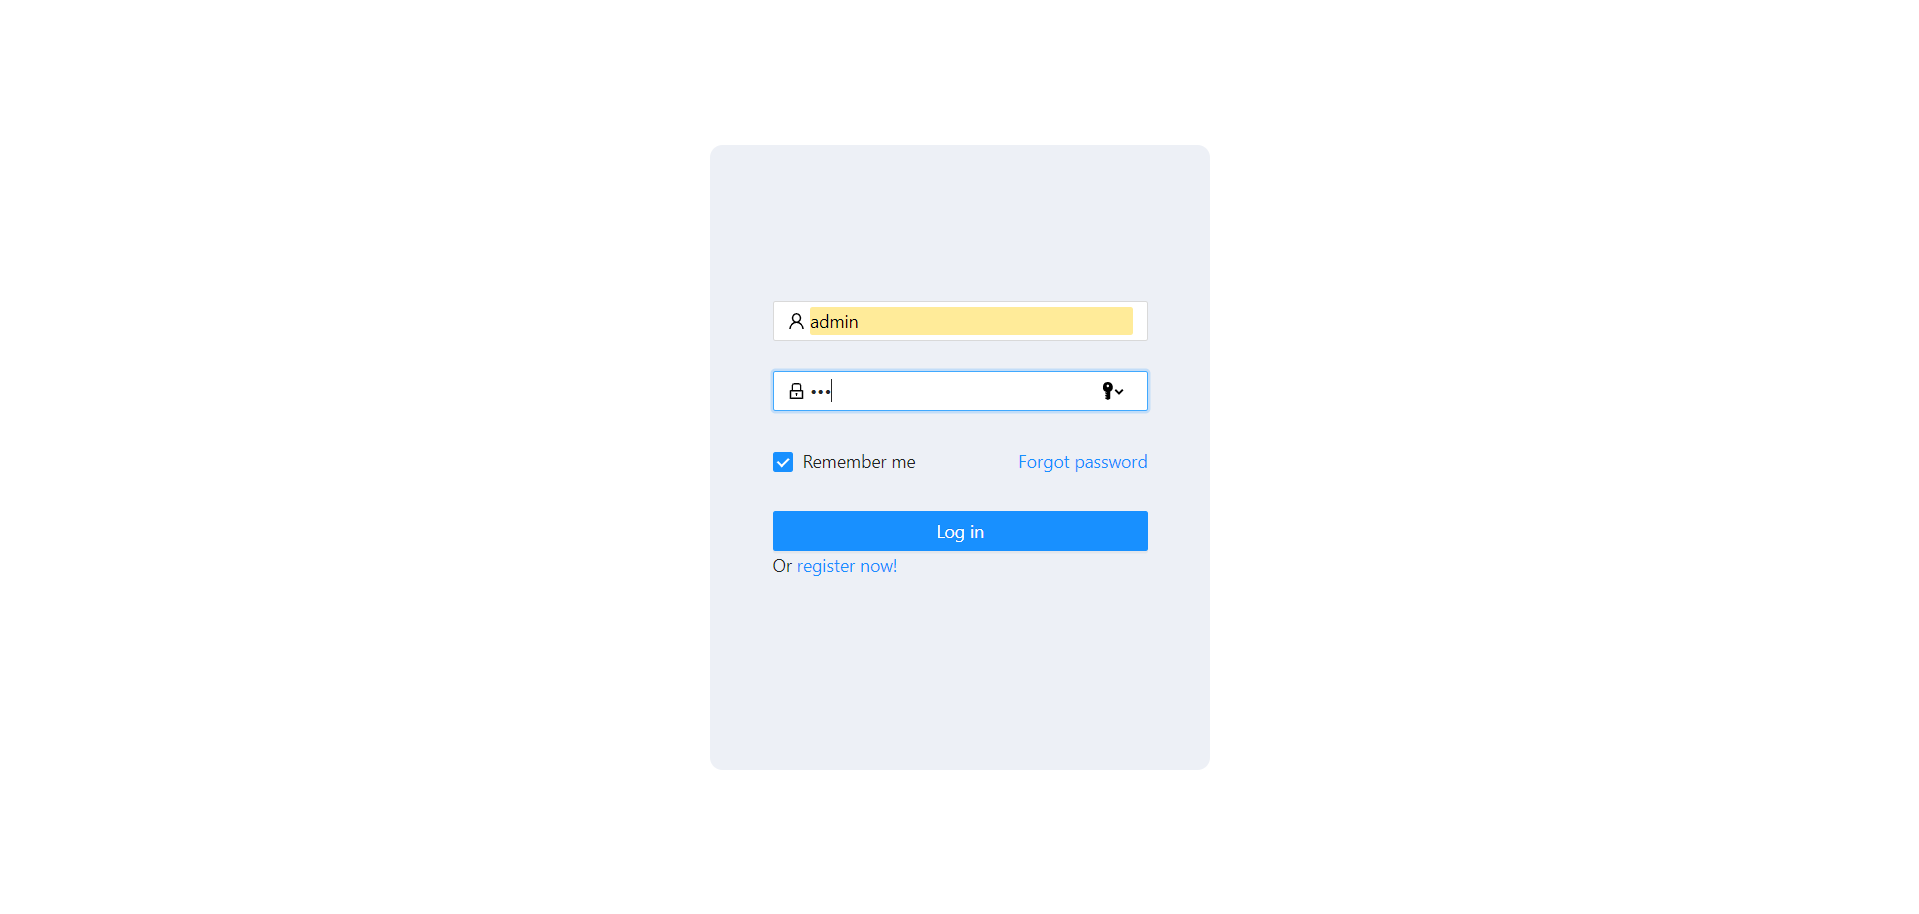 admin
•••
Remember me Forgot password
Log in
Or register now!